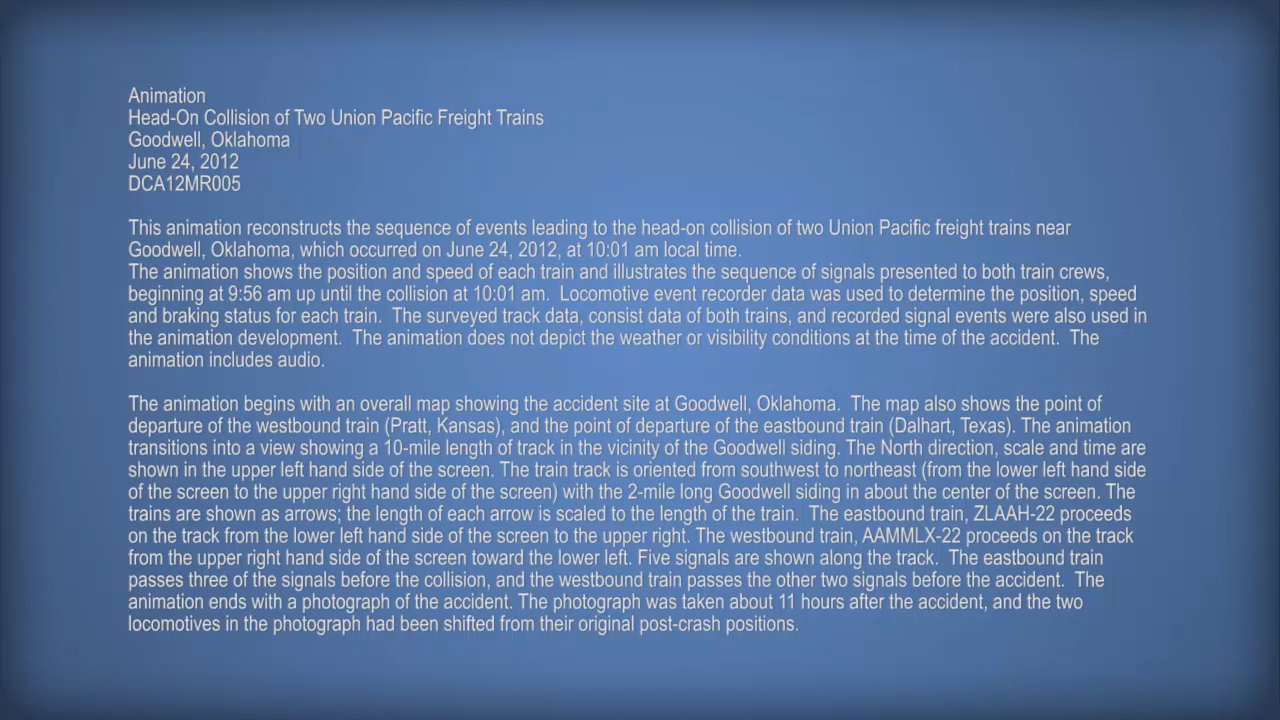 Animation
Head-On Collision of Two Union Pacific Freight Trains
Goodwell, Oklahoma
June 24, 2012
DCA12MR005
This animation reconstructs the sequence of events leading to the head-on collision of two Union Pacific freight trains near
Goodwell, Oklahoma, which occurred on June 24, 2012, at 10:01 am local time.
The animation shows the position and speed of each train and illustrates the sequence of signals presented to both train crews,
beginning at 9:56 am up until the collision at 10:01 am.  Locomotive event recorder data was used to determine the position, speed
and braking status for each train.  The surveyed track data, consist data of both trains, and recorded signal events were also used in
the animation development.  The animation does not depict the weather or visibility conditions at the time of the accident.  The
animation includes audio.
The animation begins with an overall map showing the accident site at Goodwell, Oklahoma.  The map also shows the point of
departure of the westbound train (Pratt, Kansas), and the point of departure of the eastbound train (Dalhart, Texas). The animation
transitions into a view showing a 10-mile length of track in the vicinity of the Goodwell siding. The North direction, scale and time are
shown in the upper left hand side of the screen. The train track is oriented from southwest to northeast (from the lower left hand side
of the screen to the upper right hand side of the screen) with the 2-mile long Goodwell siding in about the center of the screen. The
trains are shown as arrows; the length of each arrow is scaled to the length of the train.  The eastbound train, ZLAAH-22 proceeds
on the track from the lower left hand side of the screen to the upper right. The westbound train, AAMMLX-22 proceeds on the track
from the upper right hand side of the screen toward the lower left. Five signals are shown along the track.  The eastbound train
passes three of the signals before the collision, and the westbound train passes the other two signals before the accident.  The
animation ends with a photograph of the accident. The photograph was taken about 11 hours after the accident, and the two
locomotives in the photograph had been shifted from their original post-crash positions.